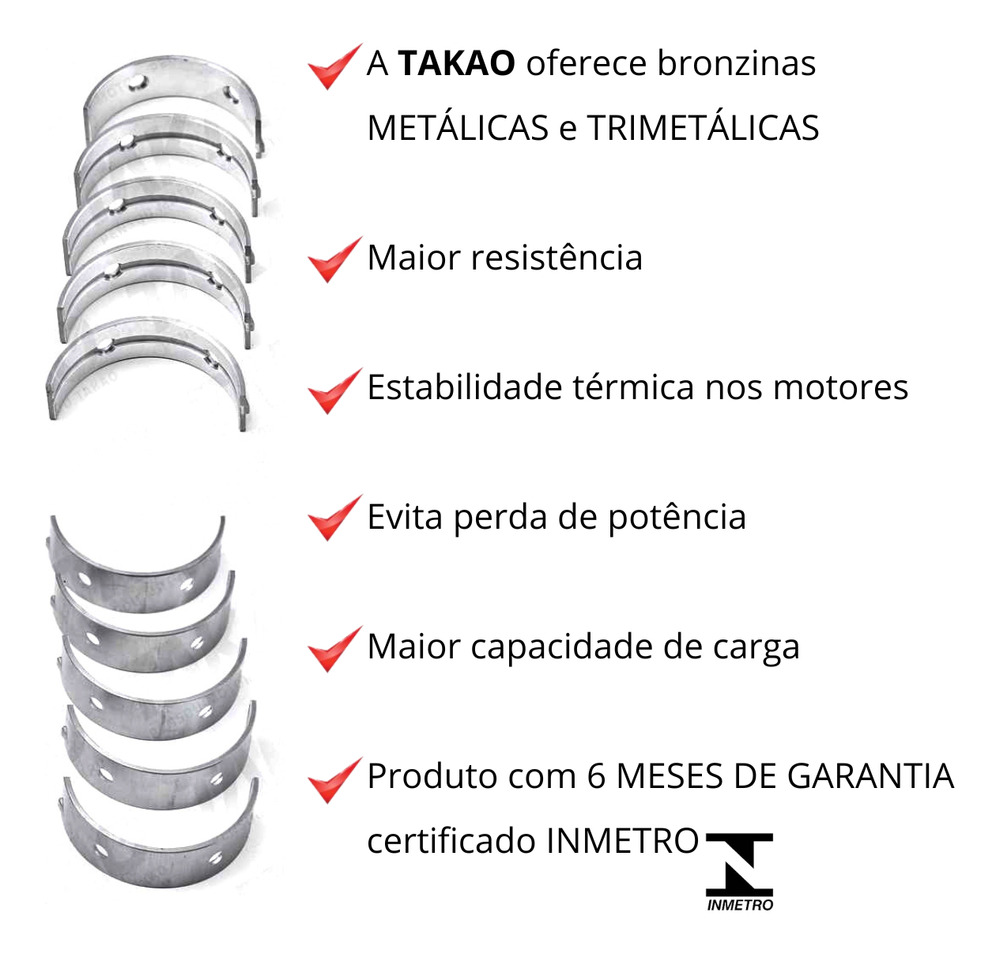 A TAKAO oferece bronzinas
METÁLICAS e TRIMETÁLICAS
Maior resistência
Estabilidade térmica nos motores
Evita perda de potência
Maior capacidade de carga
Produto com 6 MESES DE GARANTIA
certificado INMETRO
INMETRO